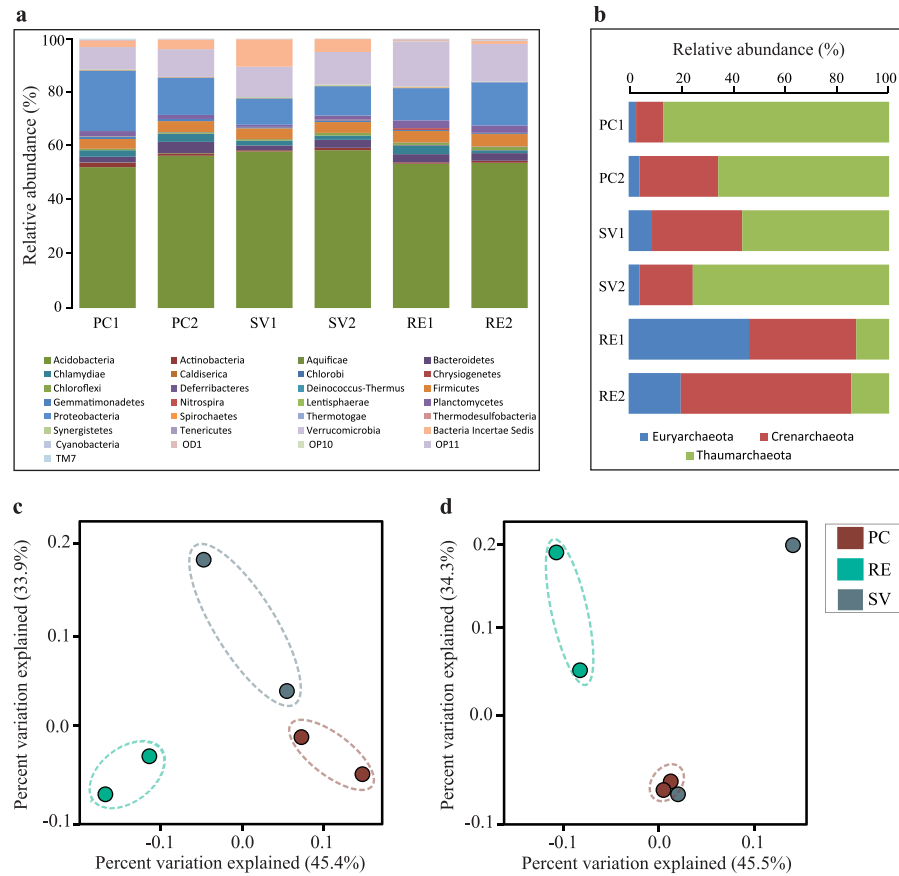 a
100
80
60
40
20
0
Relative abundance (%)
PC1 PC2 SV1 SV2 RE1 RE2
Acidobacteria Actinobacteria Aquificae Bacteroidetes
Chlamydiae Caldiserica Chlorobi Chrysiogenetes
Chloroflexi Deferribacteres Deinococcus-Thermus Firmicutes
Gemmatimonadetes Nitrospira Lentisphaerae Planctomycetes
Proteobacteria Spirochaetes Thermotogae Thermodesulfobacteria
Synergistetes Tenericutes Verrucomicrobia Bacteria Incertae Sedis
Cyanobacteria OD1 OP10 OP11
TM7
b
Relative abundance (%)
0 20 40 60 80 100
PC1
PC2
SV1
SV2
RE1
RE2
Euryarchaeota Crenarchaeota
Thaumarchaeota
c
0.2
0.1
0.0
-0.1
Percent variation explained (33.9%)
-0.1 0.0 0.1
Percent variation explained (45.4%)
d
0.2
0.1
0.0
-0.1
Percent variation explained (34.3%)
-0.1 0.0 0.1
Percent variation explained (45.5%)
PC
RE
SV